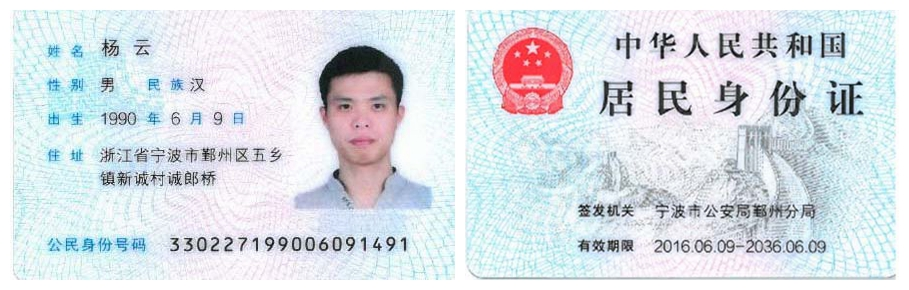 姓名 杨云
性别 男 民族 汉
出生 1990 年 6 月 9 日
住址 浙江省宁波市鄞州区五乡
镇新诚村诚郎桥
公民身份号码 330227199006091491
中华人民共和国
居民身份证
签发机关 宁波市公安局鄞州分局
有效期限 2016.06.09-2036.06.09